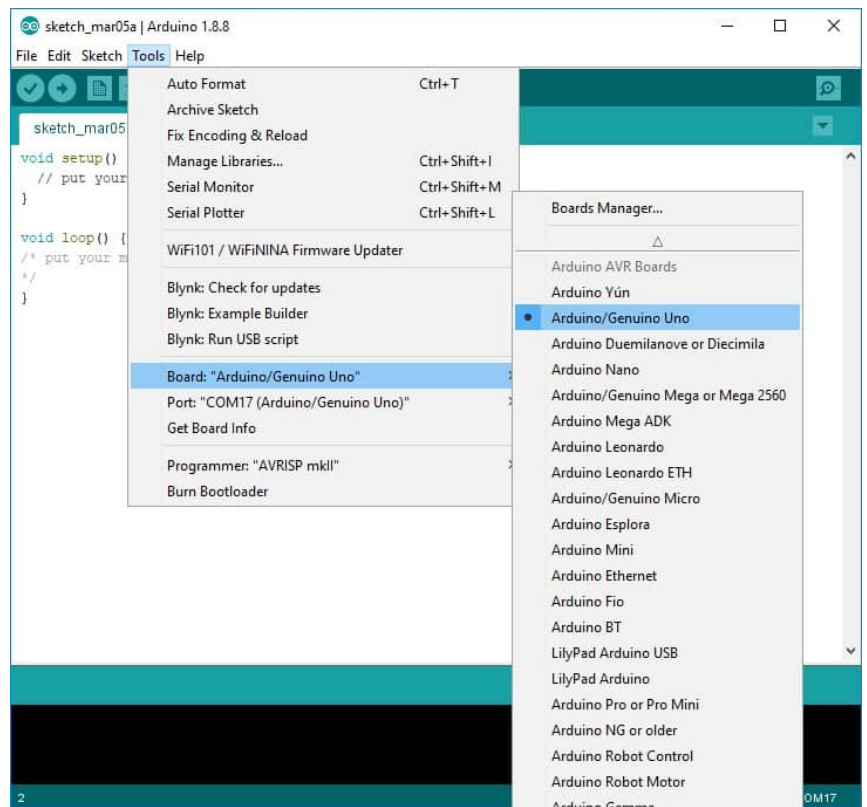 sketch_mar05a | Arduino 1.8.8
File Edit Sketch Tools Help
sketch_mar05
void setup()
// put your
}
void loop() {
/* put your m
*/
}
Auto Format Ctrl+T
Archive Sketch
Fix Encoding & Reload
Manage Libraries... Ctrl+Shift+I
Serial Monitor Ctrl+Shift+M
Serial Plotter Ctrl+Shift+L
WiFi101 / WiFiNINA Firmware Updater
Blynk: Check for updates
Blynk: Example Builder
Blynk: Run USB script
Board: "Arduino/Genuino Uno"
Port: "COM17 (Arduino/Genuino Uno)"
Get Board Info
Programmer: "AVRISP mkII"
Burn Bootloader
Boards Manager...
Arduino AVR Boards
Arduino Yún
Arduino/Genuino Uno
Arduino Duemilanove or Diecimila
Arduino Nano
Arduino/Genuino Mega or Mega 2560
Arduino Mega ADK
Arduino Leonardo
Arduino Leonardo ETH
Arduino/Genuino Micro
Arduino Esplora
Arduino Mini
Arduino Ethernet
Arduino Fio
Arduino BT
LilyPad Arduino USB
LilyPad Arduino
Arduino Pro or Pro Mini
Arduino NG or older
Arduino Robot Control
Arduino Robot Motor
Arduino Gemma
2
OM17